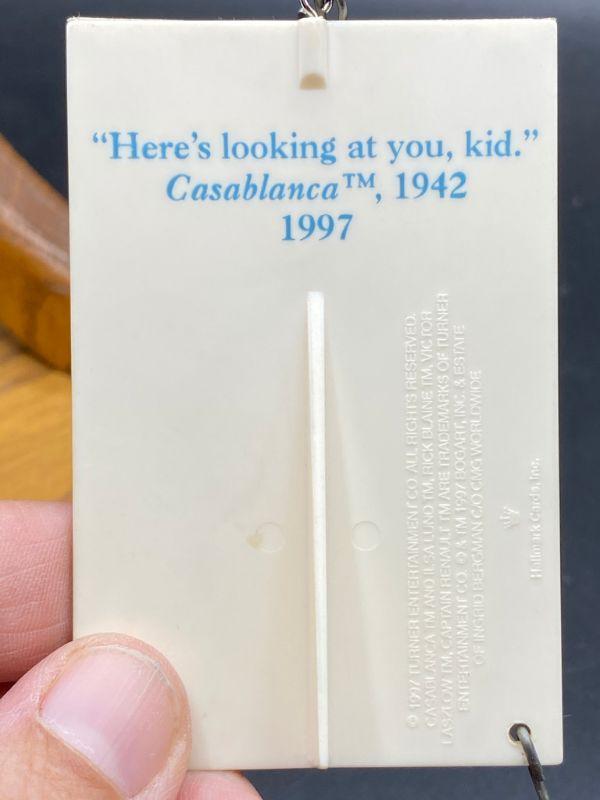 “Here’s looking at you, kid.”
Casablanca™, 1942
1997
© 1997 TURNER ENTERTAINMENT CO. ALL RIGHTS RESERVED.
CASABLANCA TM AND ILSA LUND TM, RICK BLAINE TM, VICTOR
LASZLOW TM, CAPTAIN RENAULT TM ARE TRADEMARKS OF TURNER
ENTERTAINMENT CO. © & TM 1997 BOGART, INC. & ESTATE
OF INGRID BERGMAN C/O CMG WORLDWIDE
Hallmark Cards, Inc.